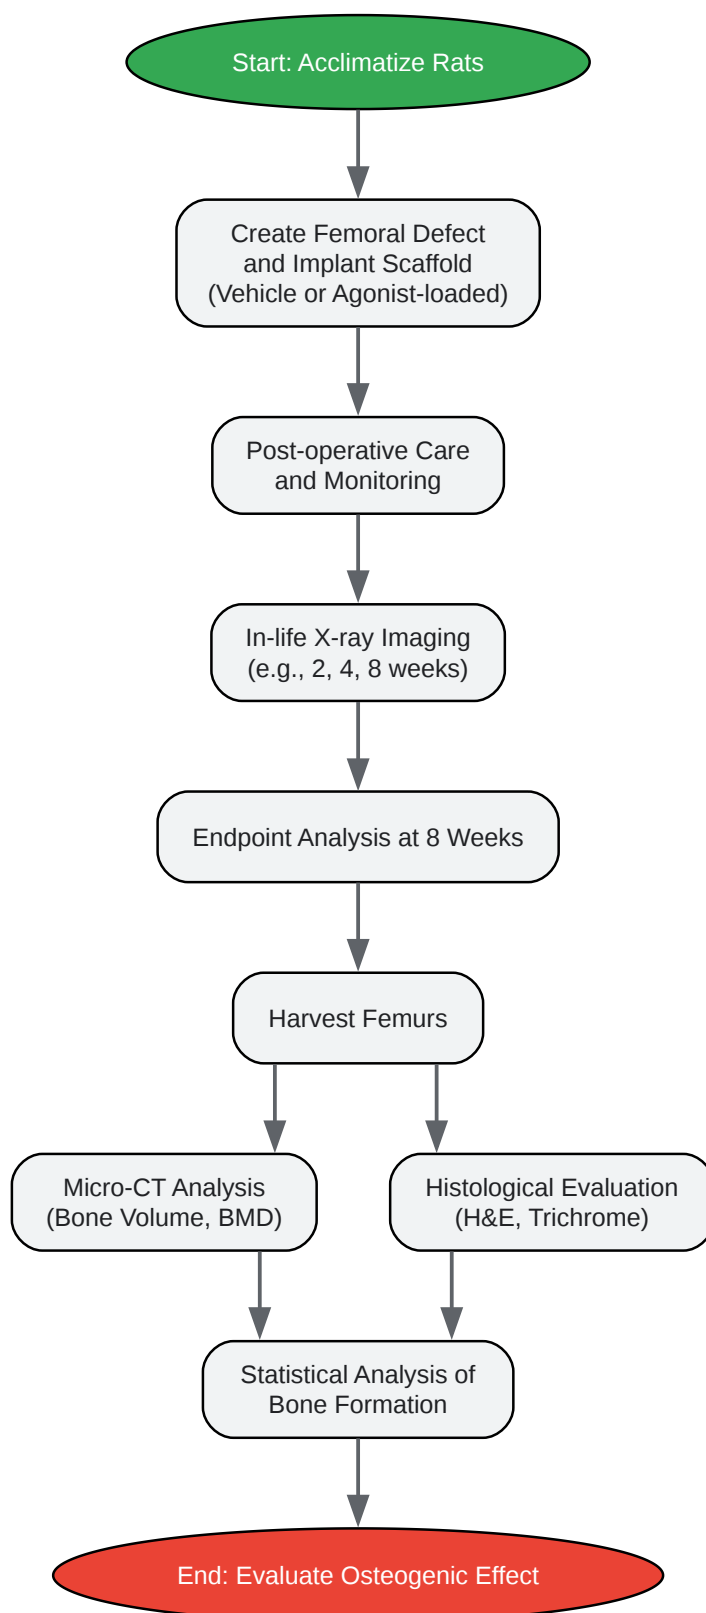 Start: Acclimatize Rats
Create Femoral Defect
and Implant Scaffold
(Vehicle or Agonist-loaded)
Post-operative Care
and Monitoring
In-life X-ray Imaging
(e.g., 2, 4, 8 weeks)
Endpoint Analysis at 8 Weeks
Harvest Femurs
Micro-CT Analysis
(Bone Volume, BMD)
Histological Evaluation
(H&E, Trichrome)
Statistical Analysis of
Bone Formation
End: Evaluate Osteogenic Effect